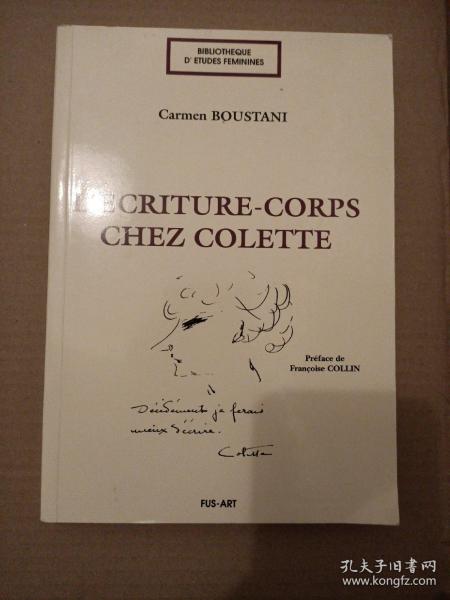 BIBLIOTHEQUE
D' ETUDES FEMININES
Carmen BOUSTANI
L'ECRITURE-CORPS
CHEZ COLETTE
Préface de
Françoise COLLIN
Décidément je ferais
mieux d'écrire.
Colette
FUS-ART
孔夫子旧书网
www.kongfz.com